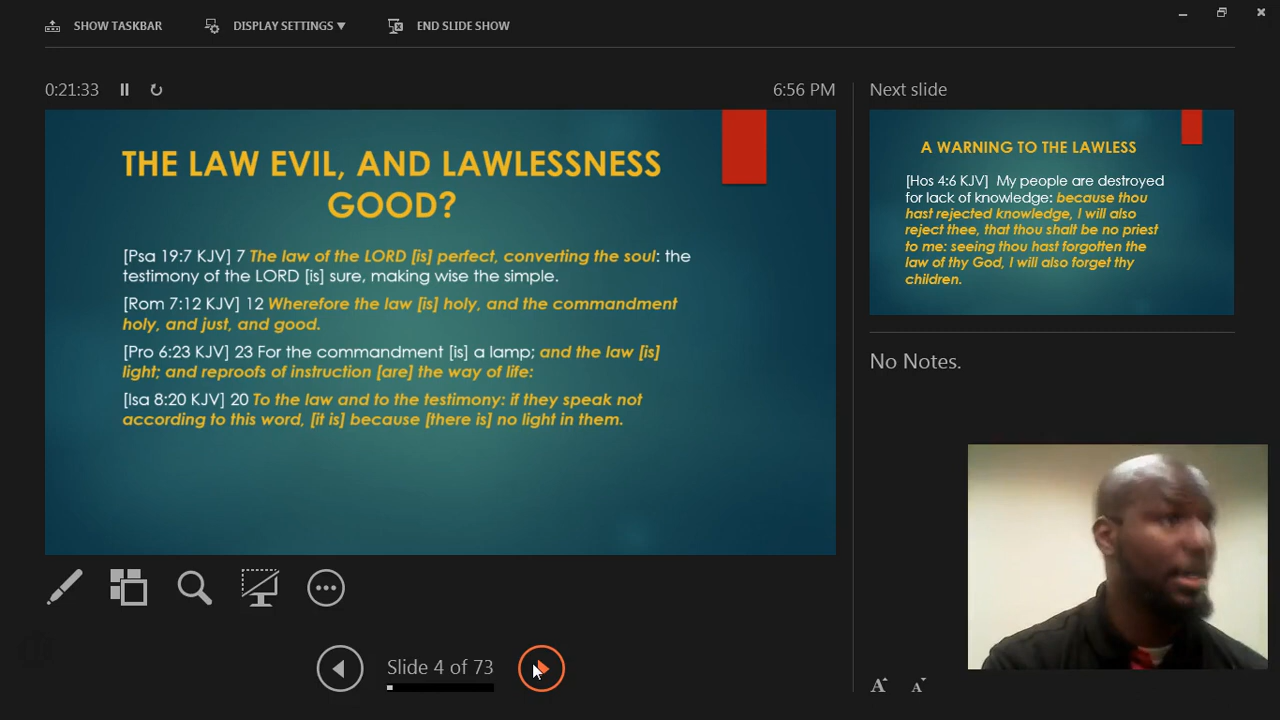 SHOW TASKBAR
DISPLAY SETTINGS ▼
END SLIDE SHOW
0:21:33
6:56 PM
THE LAW EVIL, AND LAWLESSNESS
GOOD?
[Psa 19:7 KJV] 7 The law of the LORD [is] perfect, converting the soul: the
testimony of the LORD [is] sure, making wise the simple.
[Rom 7:12 KJV] 12 Wherefore the law [is] holy, and the commandment
holy, and just, and good.
[Pro 6:23 KJV] 23 For the commandment [is] a lamp; and the law [is]
light; and reproofs of instruction [are] the way of life:
[Isa 8:20 KJV] 20 To the law and to the testimony: if they speak not
according to this word, [it is] because [there is] no light in them.
Slide 4 of 73
Next slide
A WARNING TO THE LAWLESS
[Hos 4:6 KJV] My people are destroyed
for lack of knowledge: because thou
hast rejected knowledge, I will also
reject thee, that thou shalt be no priest
to me: seeing thou hast forgotten the
law of thy God, I will also forget thy
children.
No Notes.
A A